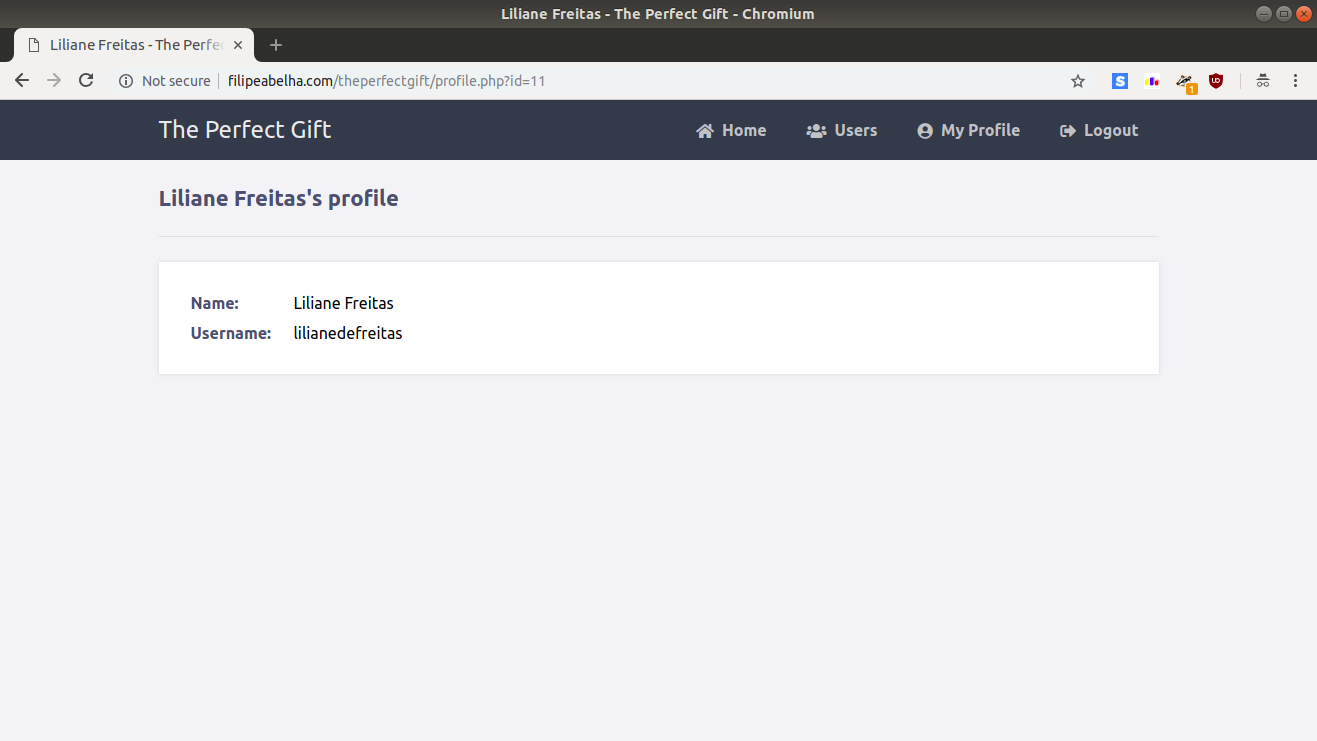 Liliane Freitas - The Perfect Gift - Chromium
Liliane Freitas - The Perfe
Not secure filipeabelha.com/theperfectgift/profile.php?id=11
1
The Perfect Gift Home Users My Profile Logout
Liliane Freitas's profile
Name: Liliane Freitas
Username: lilianedefreitas